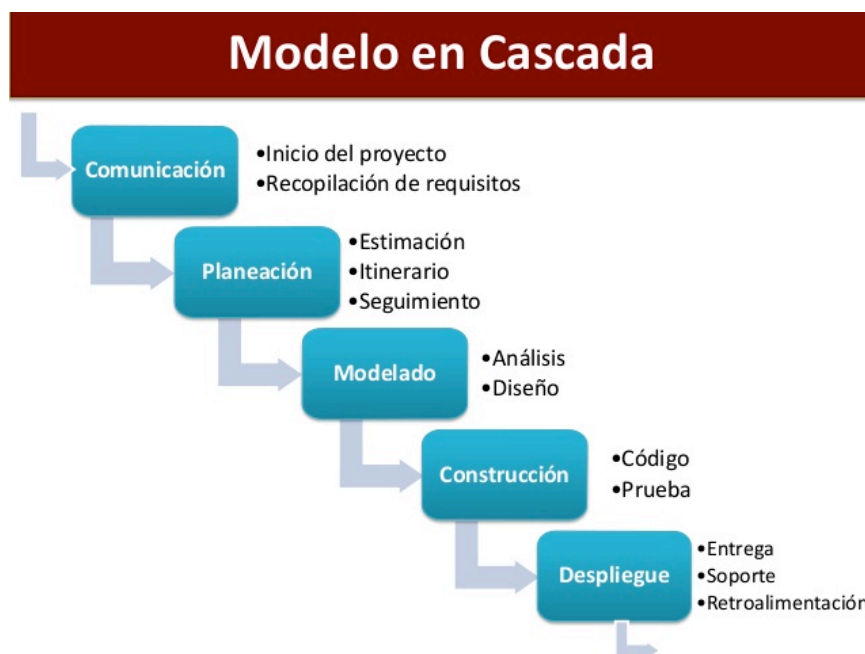 Modelo en Cascada
Comunicación
•Inicio del proyecto
•Recopilación de requisitos
Planeación
•Estimación
•Itinerario
•Seguimiento
Modelado
•Análisis
•Diseño
Construcción
•Código
•Prueba
Despliegue
•Entrega
•Soporte
•Retroalimentación